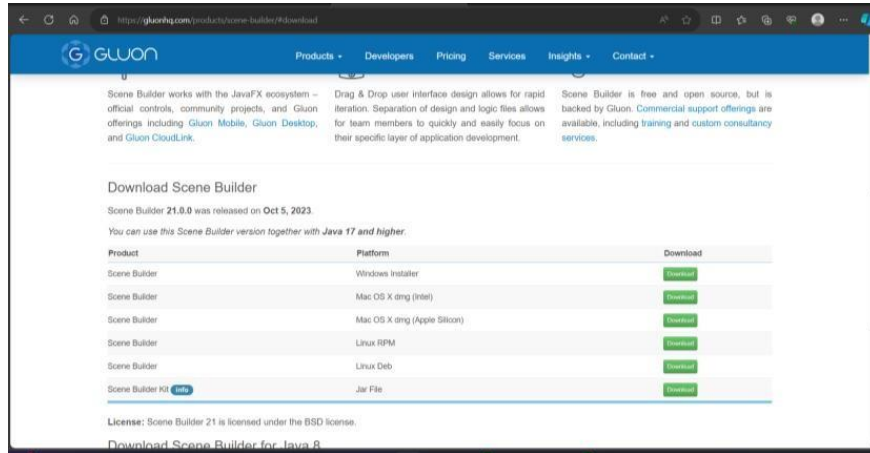 https://gluonhq.com/products/scene-builder/#download
GLUON
Products Developers Pricing Services Insights Contact
Scene Builder works with the JavaFX ecosystem –
official controls, community projects, and Gluon
offerings including Gluon Mobile, Gluon Desktop,
and Gluon CloudLink.
Drag & Drop user interface design allows for rapid
iteration. Separation of design and logic files allows
for team members to quickly and easily focus on
their specific layer of application development.
Scene Builder is free and open source, but is
backed by Gluon. Commercial support offerings are
available, including training and custom consultancy
services.
Download Scene Builder
Scene Builder 21.0.0 was released on Oct 5, 2023.
You can use this Scene Builder version together with Java 17 and higher.
Product Platform Download
Scene Builder Windows Installer Download
Scene Builder Mac OS X dmg (Intel) Download
Scene Builder Mac OS X dmg (Apple Silicon) Download
Scene Builder Linux RPM Download
Scene Builder Linux Deb Download
Scene Builder Kit Info Jar File Download
License: Scene Builder 21 is licensed under the BSD license.
Download Scene Builder for Java 8